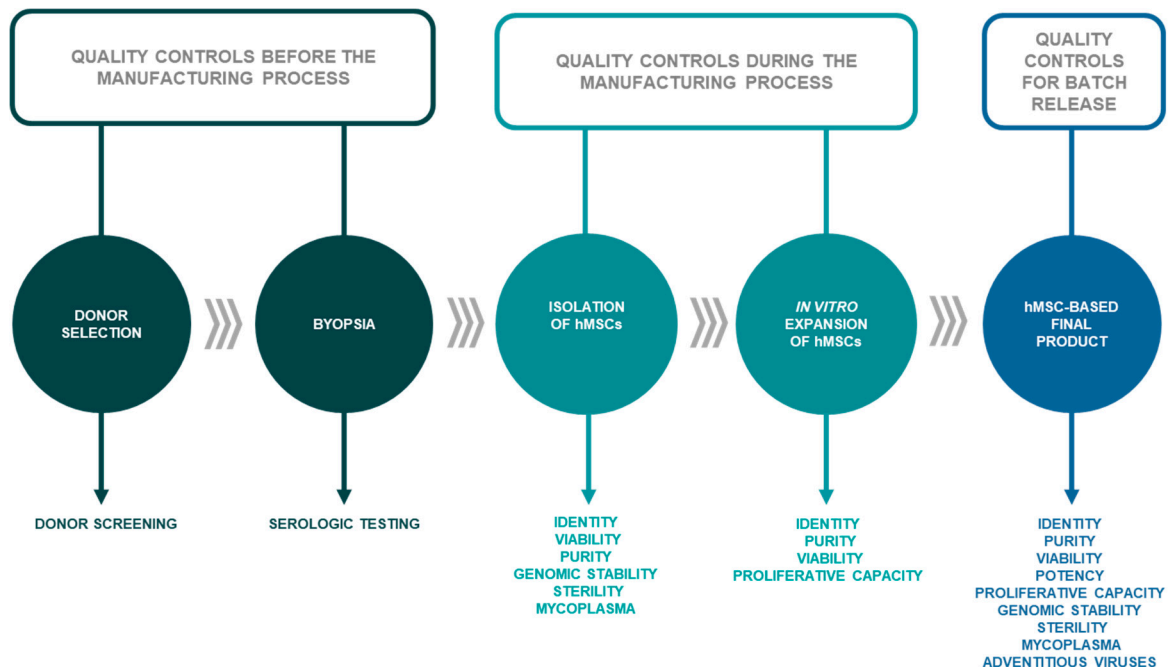 QUALITY CONTROLS BEFORE THE
MANUFACTURING PROCESS
QUALITY CONTROLS DURING THE
MANUFACTURING PROCESS
QUALITY
CONTROLS
FOR BATCH
RELEASE
DONOR
SELECTION
BYOPSIA
ISOLATION
OF hMSCs
IN VITRO
EXPANSION
OF hMSCs
hMSC-BASED
FINAL
PRODUCT
DONOR SCREENING
SEROLOGIC TESTING
IDENTITY
VIABILITY
PURITY
GENOMIC STABILITY
STERILITY
MYCOPLASMA
IDENTITY
PURITY
VIABILITY
PROLIFERATIVE CAPACITY
IDENTITY
PURITY
VIABILITY
POTENCY
PROLIFERATIVE CAPACITY
GENOMIC STABILITY
STERILITY
MYCOPLASMA
ADVENTITIOUS VIRUSES